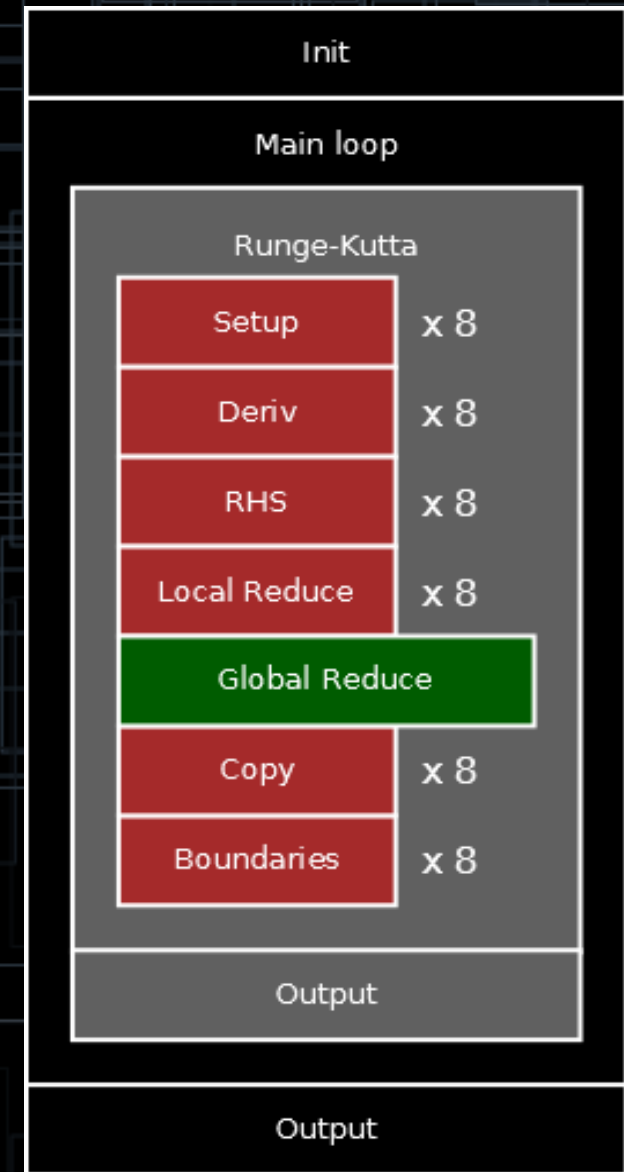 Init
Main loop
Runge-Kutta
Setup x 8
Deriv x 8
RHS x 8
Local Reduce x 8
Global Reduce
Copy x 8
Boundaries x 8
Output
Output